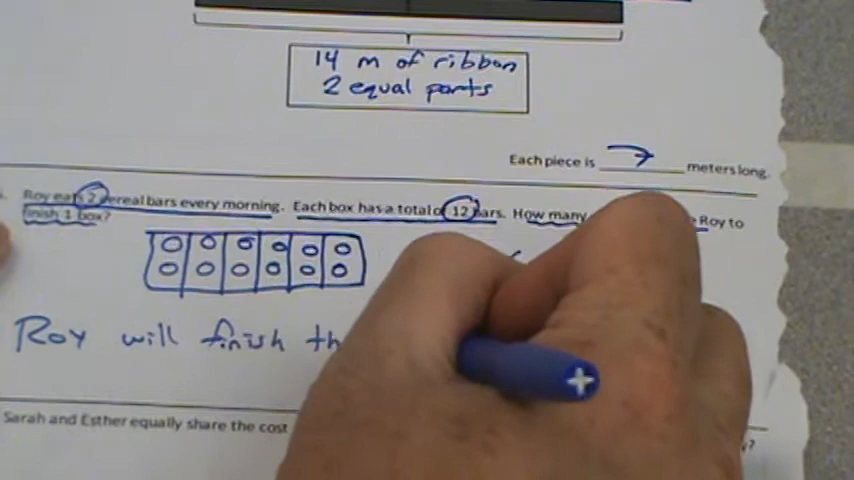 14 m of ribbon
2 equal parts
Each piece is 7 meters long.
Roy eats 2 cereal bars every morning. Each box has a total of 12 bars. How many Roy to
finish 1 box?
Roy will finish
Sarah and Esther equally share the cost